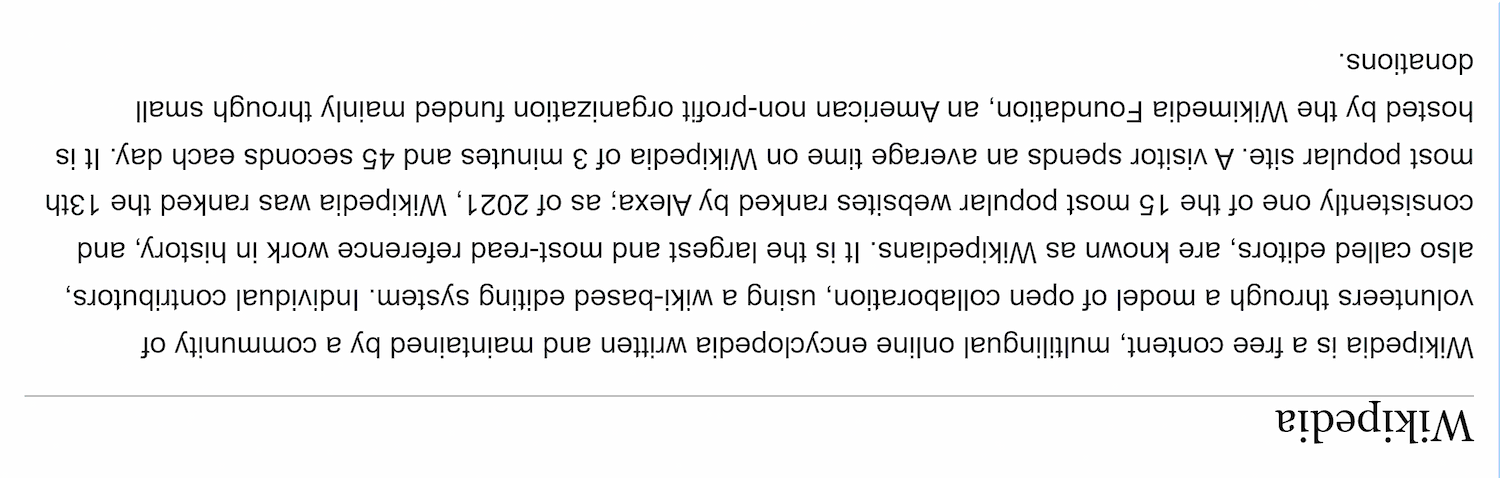 Wikipedia
Wikipedia is a free content, multilingual online encyclopedia written and maintained by a community of
volunteers through a model of open collaboration, using a wiki-based editing system. Individual contributors,
also called editors, are known as Wikipedians. It is the largest and most-read reference work in history, and
consistently one of the 15 most popular websites ranked by Alexa; as of 2021, Wikipedia was ranked the 13th
most popular site. A visitor spends an average time on Wikipedia of 3 minutes and 45 seconds each day. It is
hosted by the Wikimedia Foundation, an American non-profit organization funded mainly through small
donations.